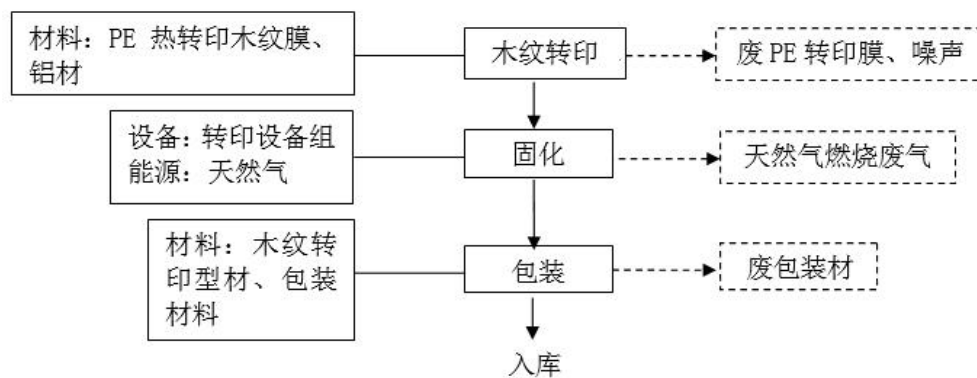 材料：PE 热转印木纹膜、
铝材
木纹转印
废PE转印膜、噪声
设备：转印设备组
能源：天然气
固化
天然气燃烧废气
材料：木纹转
印型材、包装
材料
包装
废包装材
入库